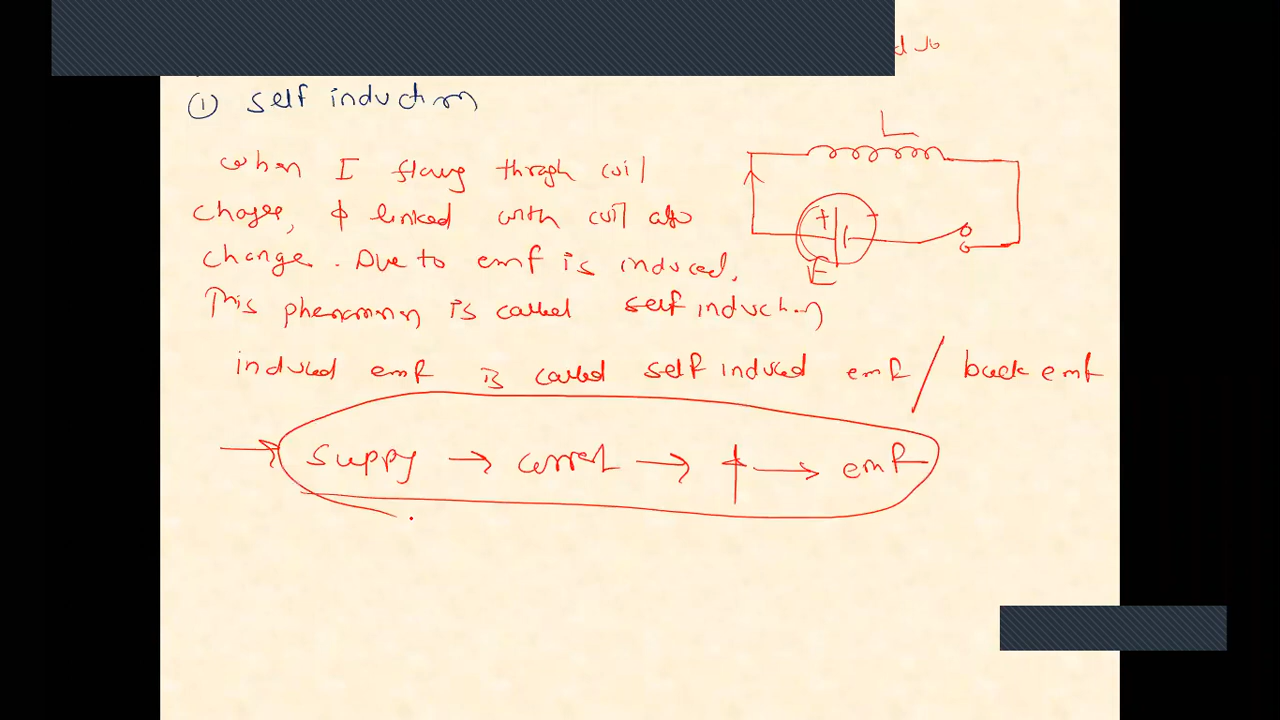 ① self induction
L
when I flowing through coil
changes, ϕ linked with coil also
+ -
change. Due to emf is induced.
E
This phenomenon is called self induction
induced emf is called self induced emf / back emf
→ supply → current → ϕ → emf